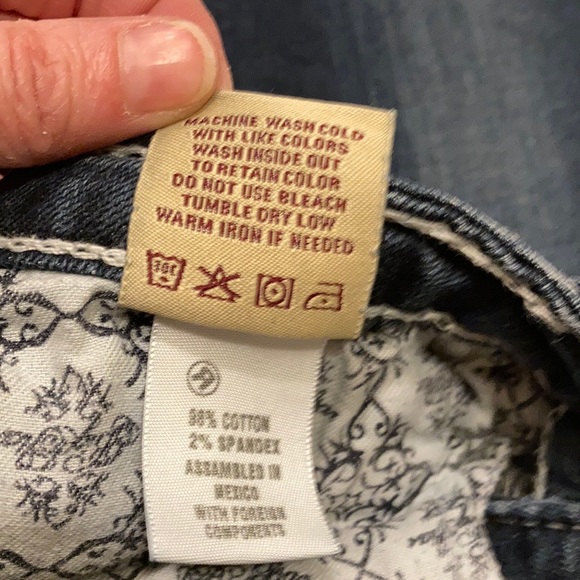 MACHINE WASH COLD
WITH LIKE COLORS
WASH INSIDE OUT
TO RETAIN COLOR
DO NOT USE BLEACH
TUMBLE DRY LOW
WARM IRON IF NEEDED
30C
98% COTTON
2% SPANDEX
ASSEMBLED IN
MEXICO
WITH FOREIGN
COMPONENTS